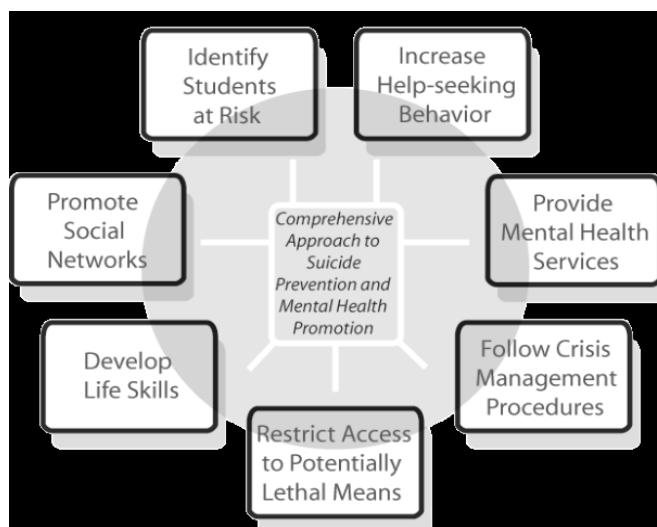 Identify
Students
at Risk
Increase
Help-seeking
Behavior
Promote
Social
Networks
Comprehensive
Approach to
Suicide
Prevention and
Mental Health
Promotion
Provide
Mental Health
Services
Develop
Life Skills
Follow Crisis
Management
Procedures
Restrict Access
to Potentially
Lethal Means